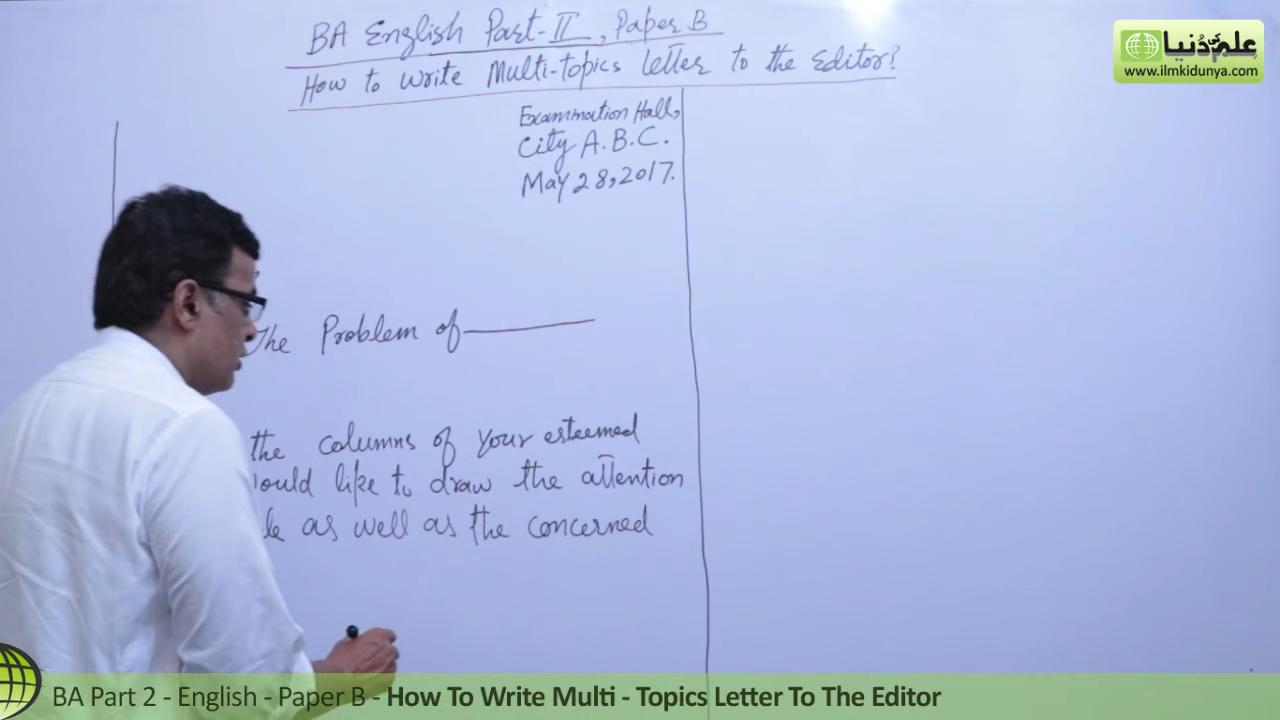 BA English Part-II, Paper B
How to write Multi-topics letter to the Editor?
علم کی دُنیا
www.ilmkidunya.com
Examination Hall,
City A.B.C.
May 28,2017.
The Problem of
the columns of your esteemed
would like to draw the attention
as well as the concerned
BA Part 2 - English - Paper B - How To Write Multi - Topics Letter To The Editor